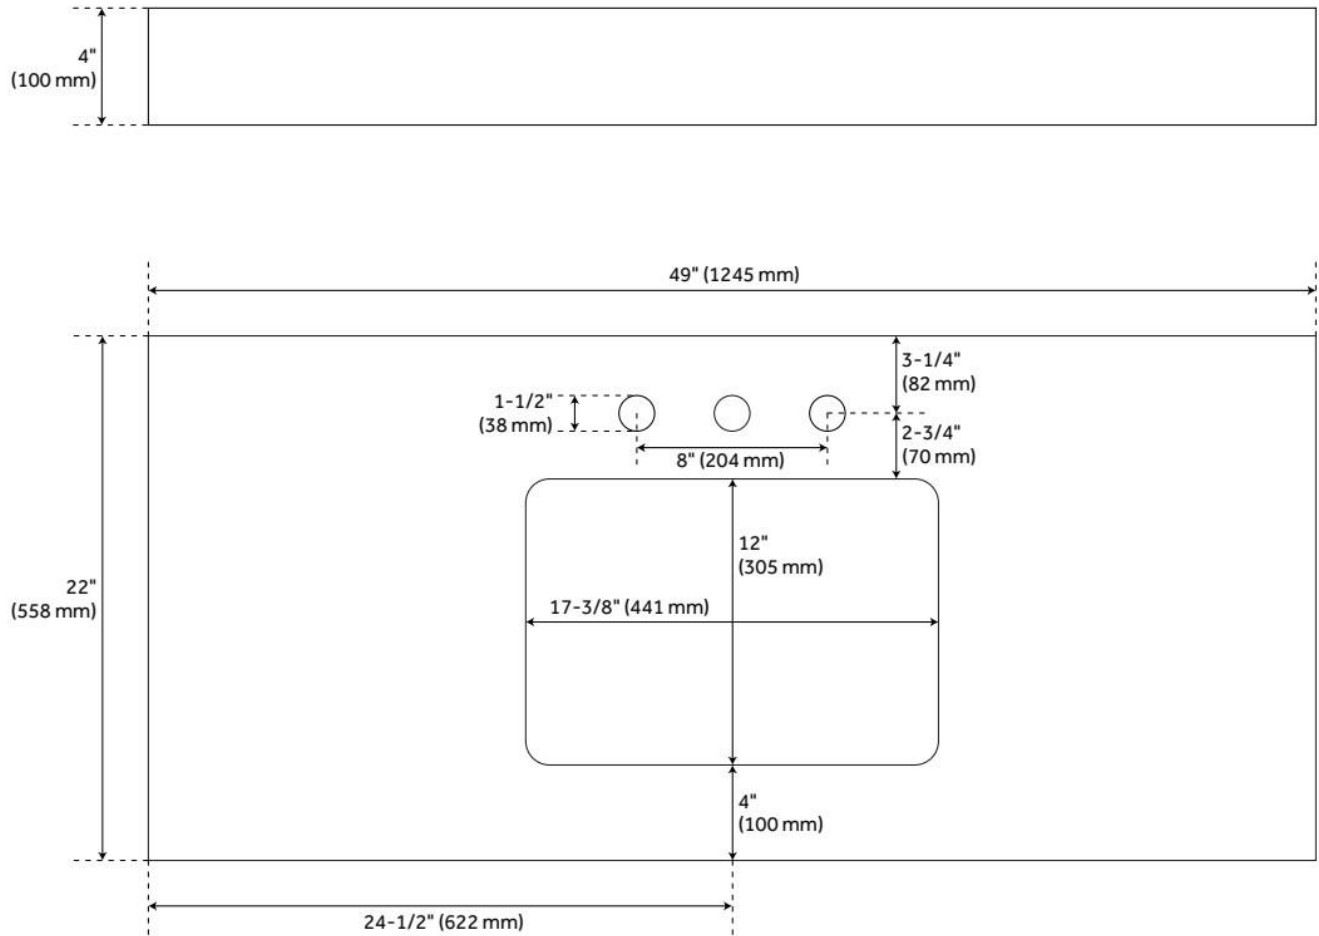 4"
(100 mm)
49" (1245 mm)
3-1/4"
(82 mm)
1-1/2"
(38 mm)
2-3/4"
(70 mm)
8" (204 mm)
12"
(305 mm)
22"
(558 mm)
17-3/8" (441 mm)
4"
(100 mm)
24-1/2" (622 mm)